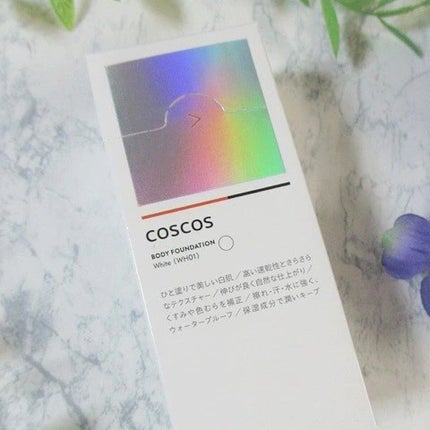 COSCOS
BODY FOUNDATION
White (WH01)
ひと塗りで美しい白肌／高い速乾性とさらさら
なテクスチャー／伸びが良く自然な仕上がり／
くすみや色むらを補正／擦れ・汗・水に強く、
ウォータープルーフ／保湿成分で潤いキープ